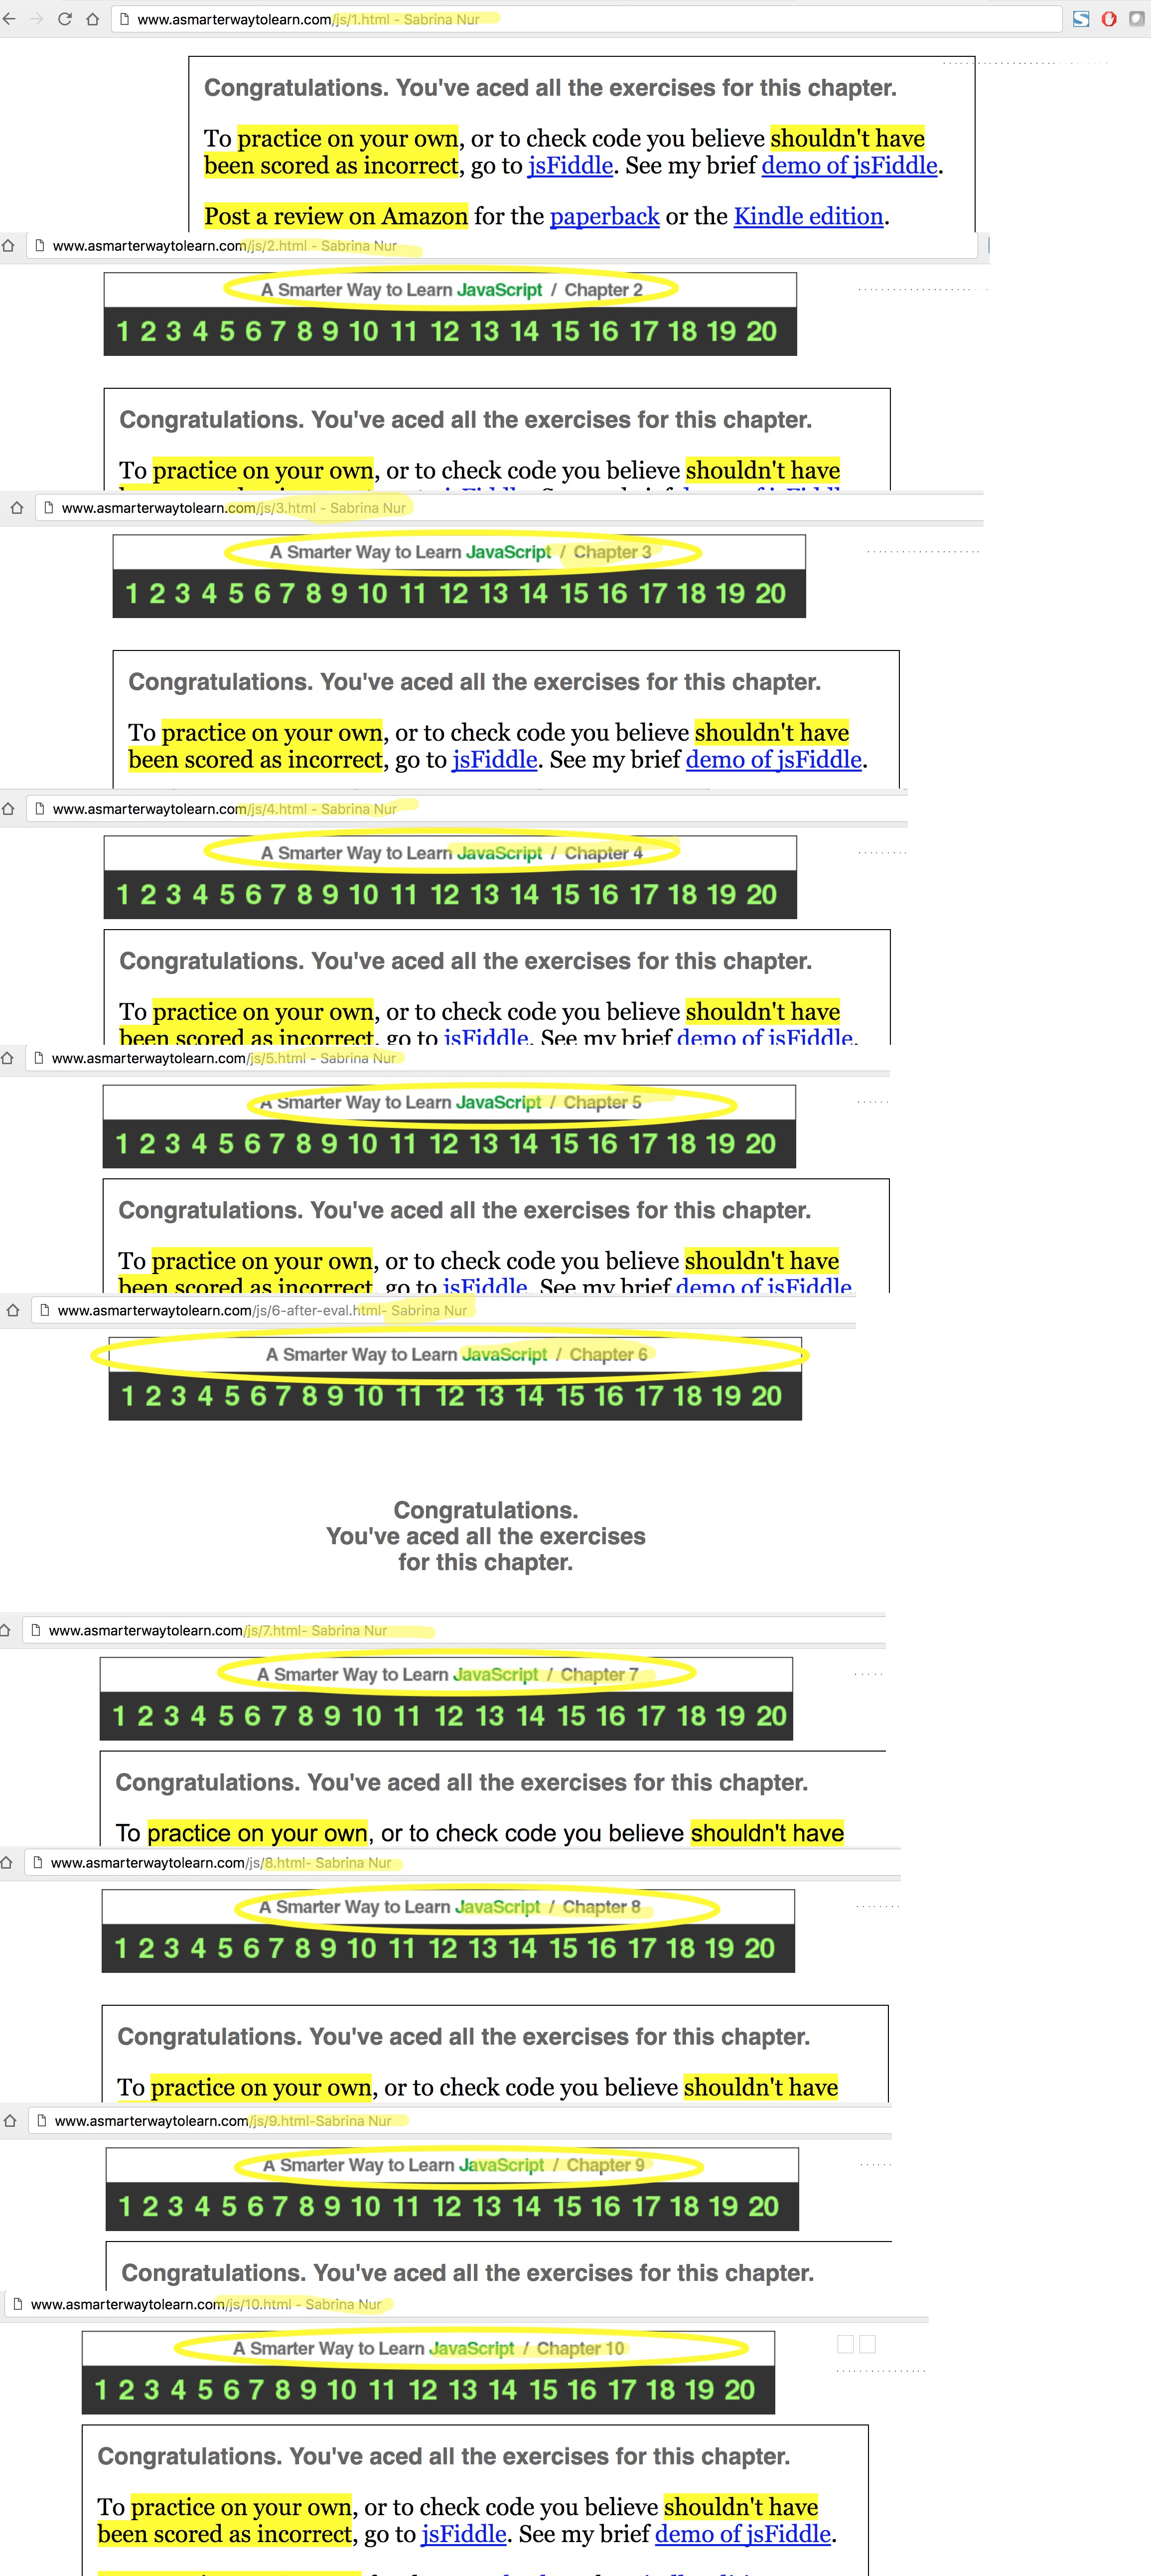 www.asmarterwaytolearn.com/js/1.html - Sabrina Nur
Congratulations. You've aced all the exercises for this chapter.
To practice on your own, or to check code you believe shouldn't have
been scored as incorrect, go to jsFiddle. See my brief demo of jsFiddle.
Post a review on Amazon for the paperback or the Kindle edition.
www.asmarterwaytolearn.com/js/2.html - Sabrina Nur
A Smarter Way to Learn JavaScript / Chapter 2
1 2 3 4 5 6 7 8 9 10 11 12 13 14 15 16 17 18 19 20
Congratulations. You've aced all the exercises for this chapter.
To practice on your own, or to check code you believe shouldn't have
www.asmarterwaytolearn.com/js/3.html - Sabrina Nur
A Smarter Way to Learn JavaScript / Chapter 3
1 2 3 4 5 6 7 8 9 10 11 12 13 14 15 16 17 18 19 20
Congratulations. You've aced all the exercises for this chapter.
To practice on your own, or to check code you believe shouldn't have
been scored as incorrect, go to jsFiddle. See my brief demo of jsFiddle.
www.asmarterwaytolearn.com/js/4.html - Sabrina Nur
A Smarter Way to Learn JavaScript / Chapter 4
1 2 3 4 5 6 7 8 9 10 11 12 13 14 15 16 17 18 19 20
Congratulations. You've aced all the exercises for this chapter.
To practice on your own, or to check code you believe shouldn't have
been scored as incorrect, go to jsFiddle. See my brief demo of jsFiddle.
www.asmarterwaytolearn.com/js/5.html - Sabrina Nur
A Smarter Way to Learn JavaScript / Chapter 5
1 2 3 4 5 6 7 8 9 10 11 12 13 14 15 16 17 18 19 20
Congratulations. You've aced all the exercises for this chapter.
To practice on your own, or to check code you believe shouldn't have
been scored as incorrect, go to jsFiddle. See my brief demo of jsFiddle.
www.asmarterwaytolearn.com/js/6-after-eval.html- Sabrina Nur
A Smarter Way to Learn JavaScript / Chapter 6
1 2 3 4 5 6 7 8 9 10 11 12 13 14 15 16 17 18 19 20
Congratulations.
You've aced all the exercises
for this chapter.
www.asmarterwaytolearn.com/js/7.html- Sabrina Nur
A Smarter Way to Learn JavaScript / Chapter 7
1 2 3 4 5 6 7 8 9 10 11 12 13 14 15 16 17 18 19 20
Congratulations. You've aced all the exercises for this chapter.
To practice on your own, or to check code you believe shouldn't have
www.asmarterwaytolearn.com/js/8.html- Sabrina Nur
A Smarter Way to Learn JavaScript / Chapter 8
1 2 3 4 5 6 7 8 9 10 11 12 13 14 15 16 17 18 19 20
Congratulations. You've aced all the exercises for this chapter.
To practice on your own, or to check code you believe shouldn't have
www.asmarterwaytolearn.com/js/9.html-Sabrina Nur
A Smarter Way to Learn JavaScript / Chapter 9
1 2 3 4 5 6 7 8 9 10 11 12 13 14 15 16 17 18 19 20
Congratulations. You've aced all the exercises for this chapter.
www.asmarterwaytolearn.com/js/10.html - Sabrina Nur
A Smarter Way to Learn JavaScript / Chapter 10
1 2 3 4 5 6 7 8 9 10 11 12 13 14 15 16 17 18 19 20
Congratulations. You've aced all the exercises for this chapter.
To practice on your own, or to check code you believe shouldn't have
been scored as incorrect, go to jsFiddle. See my brief demo of jsFiddle.